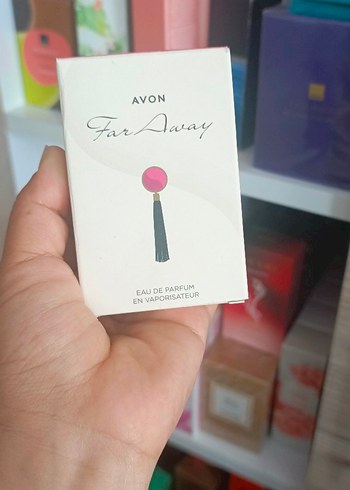 AVON
Far Away
EAU DE PARFUM
EN VAPORISATEUR